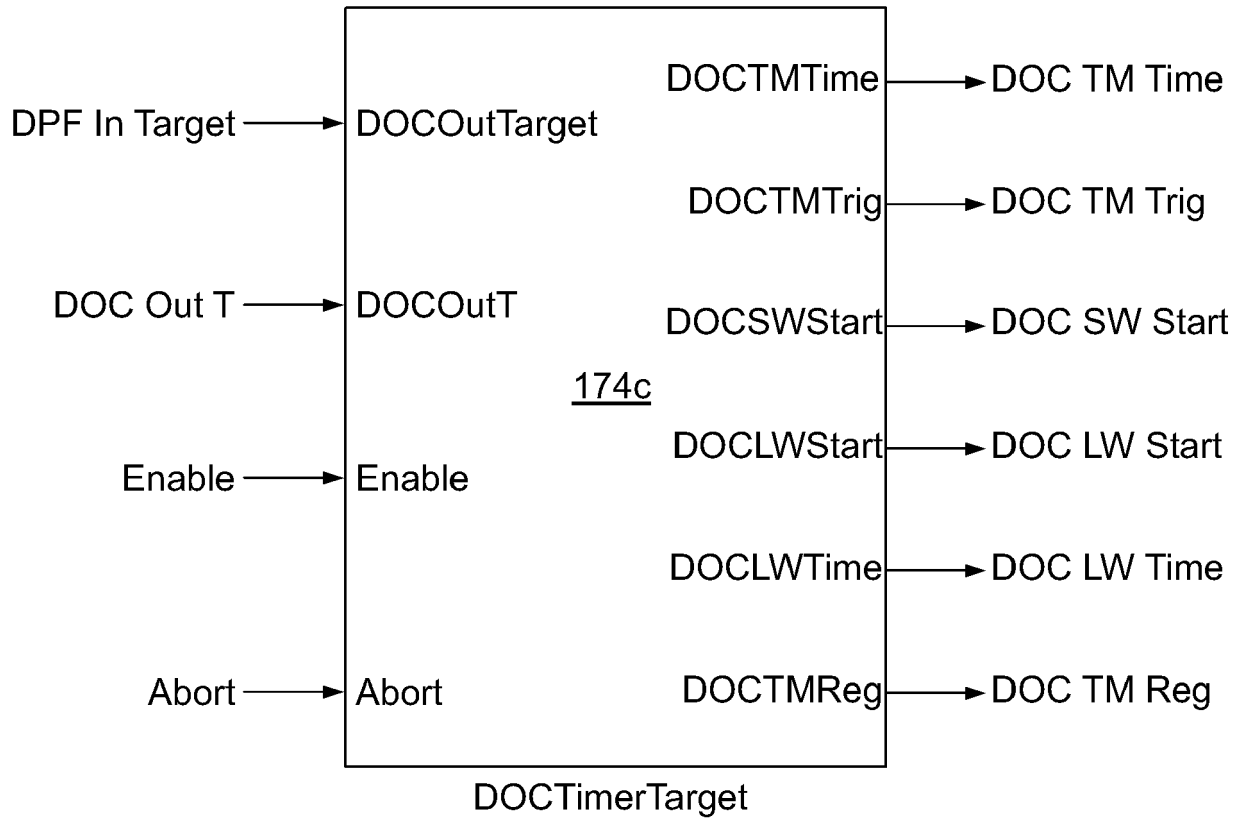 DOCTMTime DOC TM Time
DPF In Target DOCOutTarget
DOCTMTrig DOC TM Trig
DOC Out T DOCOutT
DOCSWStart DOC SW Start
174c
DOCLWStart DOC LW Start
Enable Enable
DOCLWTime DOC LW Time
Abort Abort
DOCTMReg DOC TM Reg
DOCTimerTarget